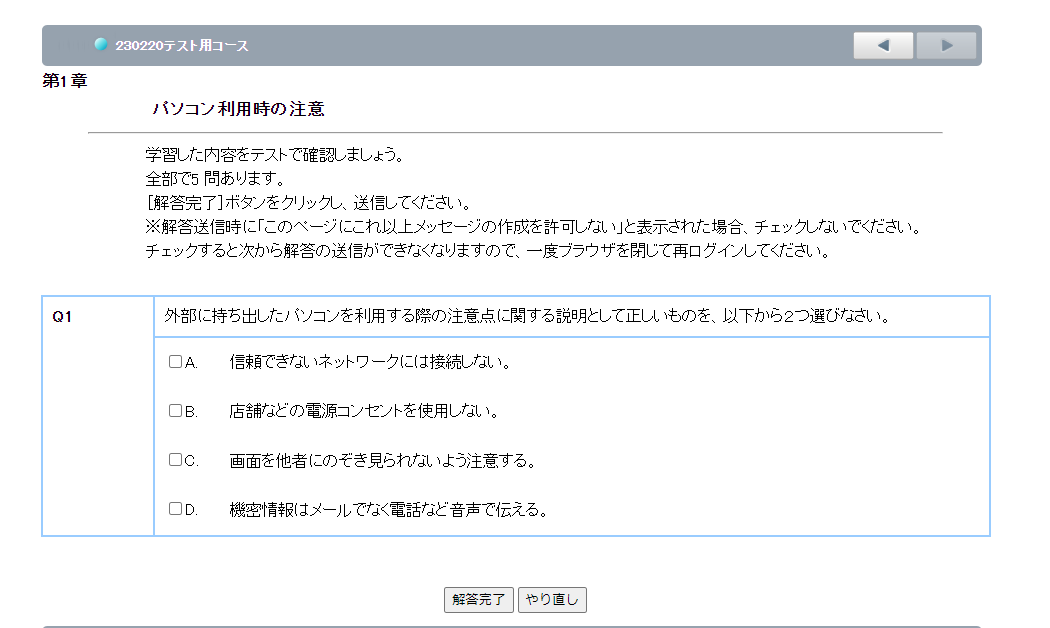 230220テスト用コース
第1章
パソコン利用時の注意
学習した内容をテストで確認しましょう。
全部で5 問あります。
[解答完了]ボタンをクリックし、送信してください。
※解答送信時に「このページにこれ以上メッセージの作成を許可しない」と表示された場合、チェックしないでください。
チェックすると次から解答の送信ができなくなりますので、一度ブラウザを閉じて再ログインしてください。
Q1 外部に持ち出したパソコンを利用する際の注意点に関する説明として正しいものを、以下から2つ選びなさい。
A. 信頼できないネットワークには接続しない。
B. 店舗などの電源コンセントを使用しない。
C. 画面を他者にのぞき見られないよう注意する。
D. 機密情報はメールでなく電話など音声で伝える。
解答完了 やり直し